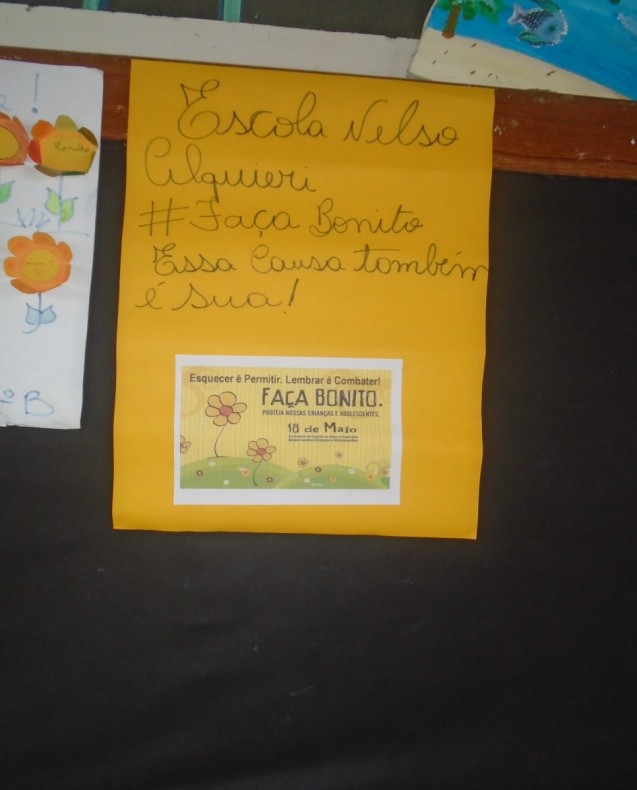 Escola Nelso
Alquieri
#Faça Bonito
Essa Causa também
é sua!
Esquecer é Permitir. Lembrar é Combater!
FAÇA BONITO.
PROTEJA NOSSAS CRIANÇAS E ADOLESCENTES.
18 de Maio
º B